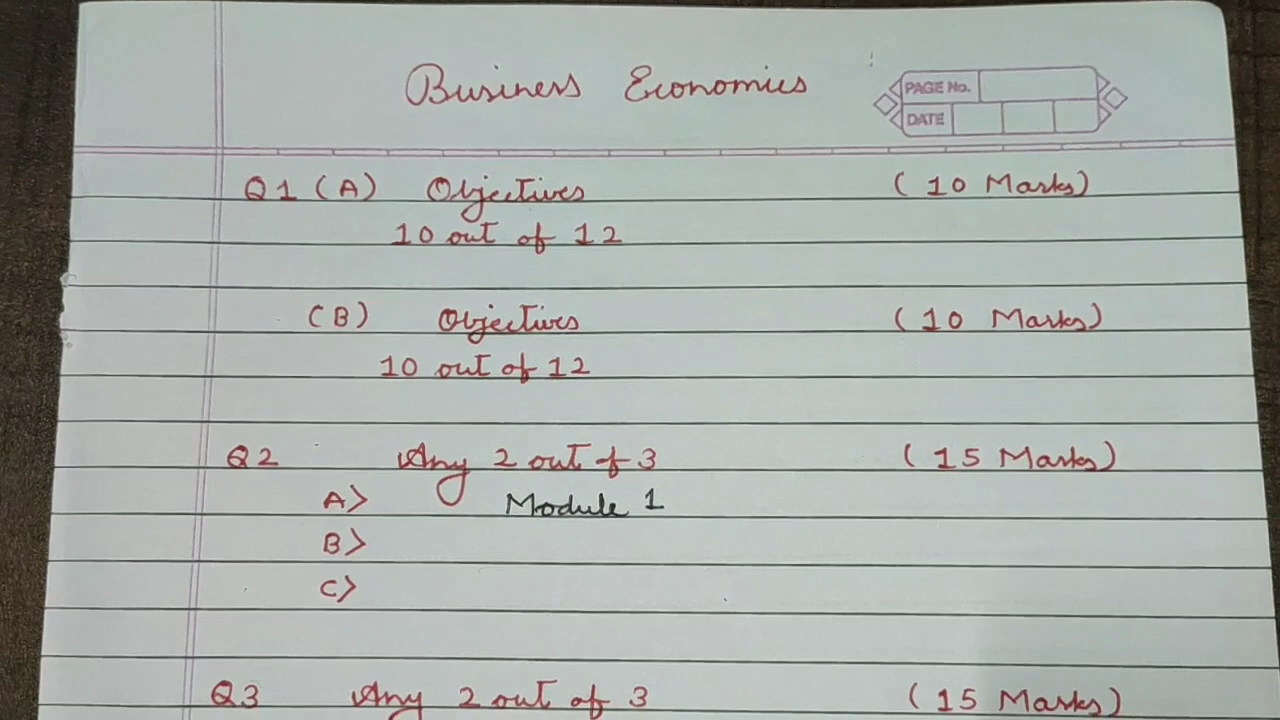 Business Economics
PAGE No.
DATE
Q1 (A) Objectives (10 Marks)
10 out of 12
(B) Objectives (10 Marks)
10 out of 12
Q2 Any 2 out of 3 (15 Marks)
A> Module 1
B>
C>
Q3 Any 2 out of 3 (15 Marks)